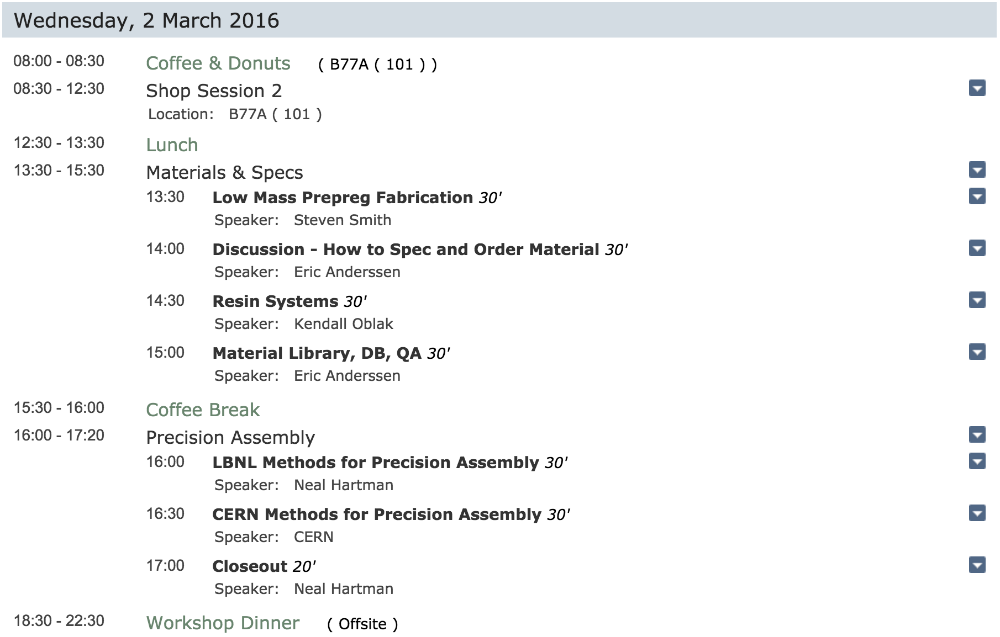 Wednesday, 2 March 2016
08:00 - 08:30 Coffee & Donuts ( B77A ( 101 ) )
08:30 - 12:30 Shop Session 2
Location: B77A ( 101 )
12:30 - 13:30 Lunch
13:30 - 15:30 Materials & Specs
13:30 Low Mass Prepreg Fabrication 30'
Speaker: Steven Smith
14:00 Discussion - How to Spec and Order Material 30'
Speaker: Eric Anderssen
14:30 Resin Systems 30'
Speaker: Kendall Oblak
15:00 Material Library, DB, QA 30'
Speaker: Eric Anderssen
15:30 - 16:00 Coffee Break
16:00 - 17:20 Precision Assembly
16:00 LBNL Methods for Precision Assembly 30'
Speaker: Neal Hartman
16:30 CERN Methods for Precision Assembly 30'
Speaker: CERN
17:00 Closeout 20'
Speaker: Neal Hartman
18:30 - 22:30 Workshop Dinner ( Offsite )